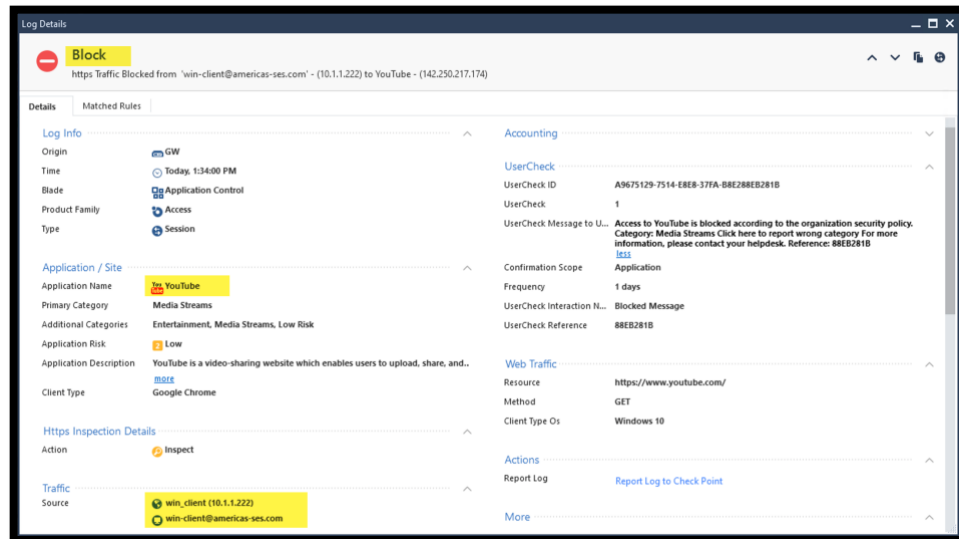 Log Details
Block
https Traffic Blocked from 'win-client@americas-ses.com' - (10.1.1.222) to YouTube - (142.250.217.174)
Details
Matched Rules
Log Info
Origin
GW
Time
Today, 1:34:00 PM
Blade
Application Control
Product Family
Access
Type
Session
Application / Site
Application Name
YouTube
Primary Category
Media Streams
Additional Categories
Entertainment, Media Streams, Low Risk
Application Risk
2 Low
Application Description
YouTube is a video-sharing website which enables users to upload, share, and..
more
Client Type
Google Chrome
Https Inspection Details
Action
Inspect
Traffic
Source
win_client (10.1.1.222)
win-client@americas-ses.com
Accounting
UserCheck
UserCheck ID
A9675129-7514-E8E8-37FA-B8E288EB281B
UserCheck
1
UserCheck Message to U...
Access to YouTube is blocked according to the organization security policy.
Category: Media Streams Click here to report wrong category For more
information, please contact your helpdesk. Reference: 88EB281B
less
Confirmation Scope
Application
Frequency
1 days
UserCheck Interaction N...
Blocked Message
UserCheck Reference
88EB281B
Web Traffic
Resource
https://www.youtube.com/
Method
GET
Client Type Os
Windows 10
Actions
Report Log
Report Log to Check Point
More